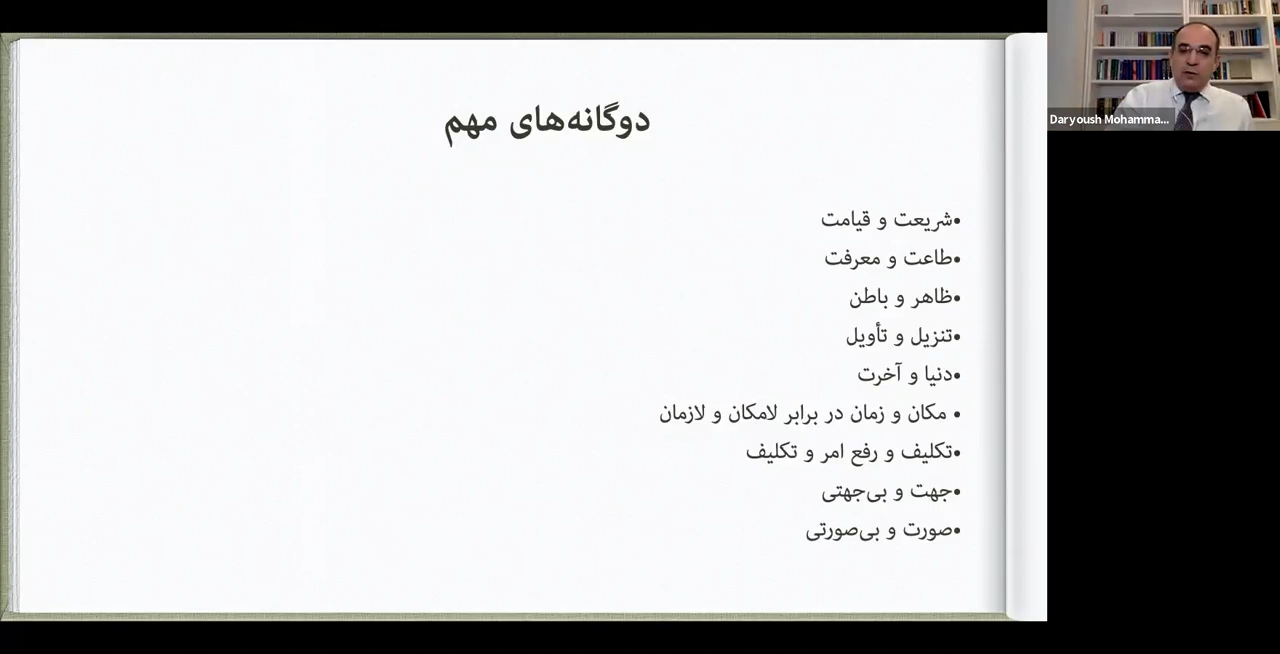 دوگانه‌های مهم
•شریعت و قیامت
•طاعت و معرفت
•ظاهر و باطن
•تنزیل و تأویل
•دنیا و آخرت
• مکان و زمان در برابر لامکان و لازمان
•تکلیف و رفع امر و تکلیف
•جهت و بی‌جهتی
•صورت و بی‌صورتی
Daryoush Mohamma...